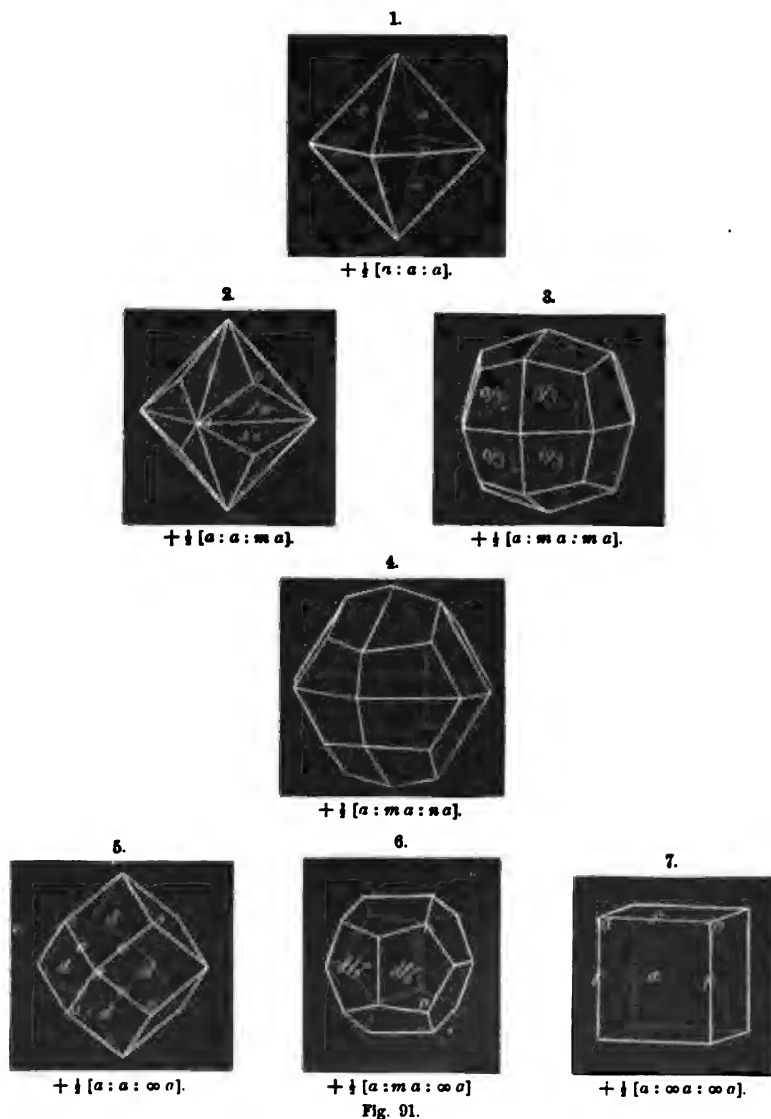 1.
+ ½ [a : a : a].
2.
3.
+ ½ [a : a : m a].
+ ½ [a : m a : m a].
4.
+ ½ [a : m a : n a].
5.
6.
7.
+ ½ [a : a : ∞ a].
+ ½ [a : m a : ∞ a]
+ ½ [a : ∞ a : ∞ a].
Fig. 91.